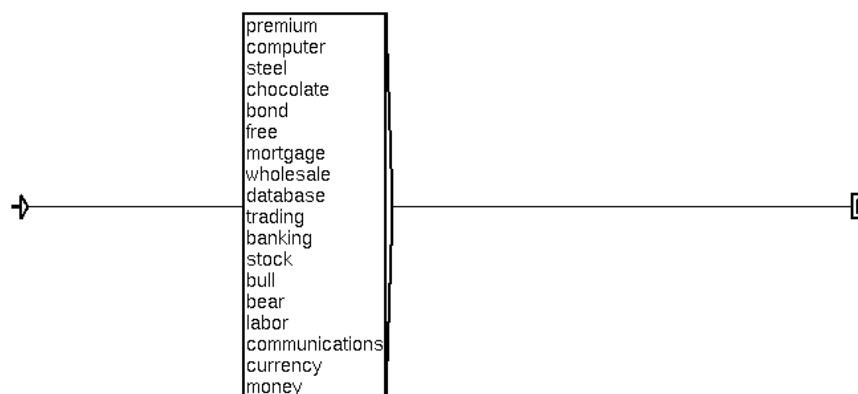 premium
computer
steel
chocolate
bond
free
mortgage
wholesale
database
trading
banking
stock
bull
bear
labor
communications
currency
money